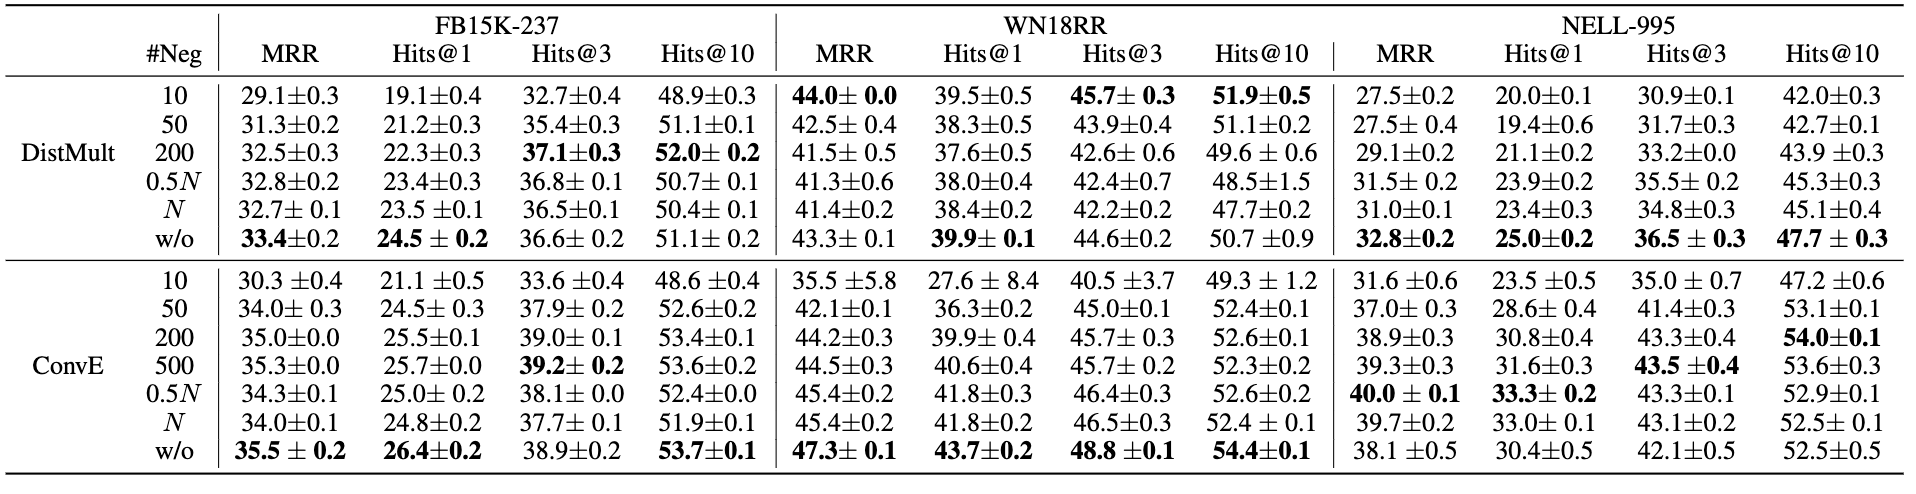 FB15K-237 WN18RR NELL-995
#Neg MRR Hits@1 Hits@3 Hits@10 MRR Hits@1 Hits@3 Hits@10 MRR Hits@1 Hits@3 Hits@10
10 29.1±0.3 19.1±0.4 32.7±0.4 48.9±0.3 44.0± 0.0 39.5±0.5 45.7± 0.3 51.9±0.5 27.5±0.2 20.0±0.1 30.9±0.1 42.0±0.3
50 31.3±0.2 21.2±0.3 35.4±0.3 51.1±0.1 42.5± 0.4 38.3±0.5 43.9±0.4 51.1±0.2 27.5± 0.4 19.4±0.6 31.7±0.3 42.7±0.1
DistMult 200 32.5±0.3 22.3±0.3 37.1±0.3 52.0± 0.2 41.5± 0.5 37.6±0.5 42.6± 0.6 49.6 ± 0.6 29.1±0.2 21.1±0.2 33.2±0.0 43.9 ±0.3
0.5N 32.8±0.2 23.4±0.3 36.8± 0.1 50.7± 0.1 41.3±0.6 38.0±0.4 42.4±0.7 48.5±1.5 31.5± 0.2 23.9±0.2 35.5± 0.2 45.3±0.3
N 32.7± 0.1 23.5 ±0.1 36.5±0.1 50.4± 0.1 41.4±0.2 38.4±0.2 42.2±0.2 47.7±0.2 31.0±0.1 23.4±0.3 34.8±0.3 45.1±0.4
w/o 33.4±0.2 24.5 ± 0.2 36.6± 0.2 51.1± 0.2 43.3± 0.1 39.9± 0.1 44.6±0.2 50.7 ±0.9 32.8±0.2 25.0±0.2 36.5 ± 0.3 47.7 ± 0.3
10 30.3 ±0.4 21.1 ±0.5 33.6 ±0.4 48.6 ±0.4 35.5 ±5.8 27.6 ± 8.4 40.5 ±3.7 49.3 ± 1.2 31.6 ±0.6 23.5 ±0.5 35.0 ± 0.7 47.2 ±0.6
50 34.0± 0.3 24.5± 0.3 37.9± 0.2 52.6±0.2 42.1±0.1 36.3±0.2 45.0±0.1 52.4±0.1 37.0± 0.3 28.6± 0.4 41.4±0.3 53.1±0.1
200 35.0±0.0 25.5±0.1 39.0± 0.1 53.4±0.1 44.2±0.3 39.9± 0.4 45.7± 0.3 52.6±0.1 38.9±0.3 30.8±0.4 43.3±0.4 54.0±0.1
ConvE 500 35.3±0.0 25.7±0.0 39.2± 0.2 53.6±0.2 44.5±0.3 40.6±0.4 45.7± 0.2 52.3±0.2 39.3±0.3 31.6±0.3 43.5 ±0.4 53.6±0.3
0.5N 34.3±0.1 25.0± 0.2 38.1± 0.0 52.4±0.0 45.4±0.2 41.8±0.3 46.4±0.3 52.6±0.2 40.0 ± 0.1 33.3± 0.2 43.3±0.1 52.9±0.1
N 34.0±0.1 24.8±0.2 37.7± 0.1 51.9±0.1 45.4±0.2 41.8±0.2 46.5±0.3 52.4 ± 0.1 39.7±0.2 33.0± 0.1 43.1±0.2 52.5± 0.1
w/o 35.5 ± 0.2 26.4±0.2 38.9±0.2 53.7±0.1 47.3± 0.1 43.7±0.2 48.8 ±0.1 54.4±0.1 38.1 ±0.5 30.4±0.5 42.1±0.5 52.5±0.5